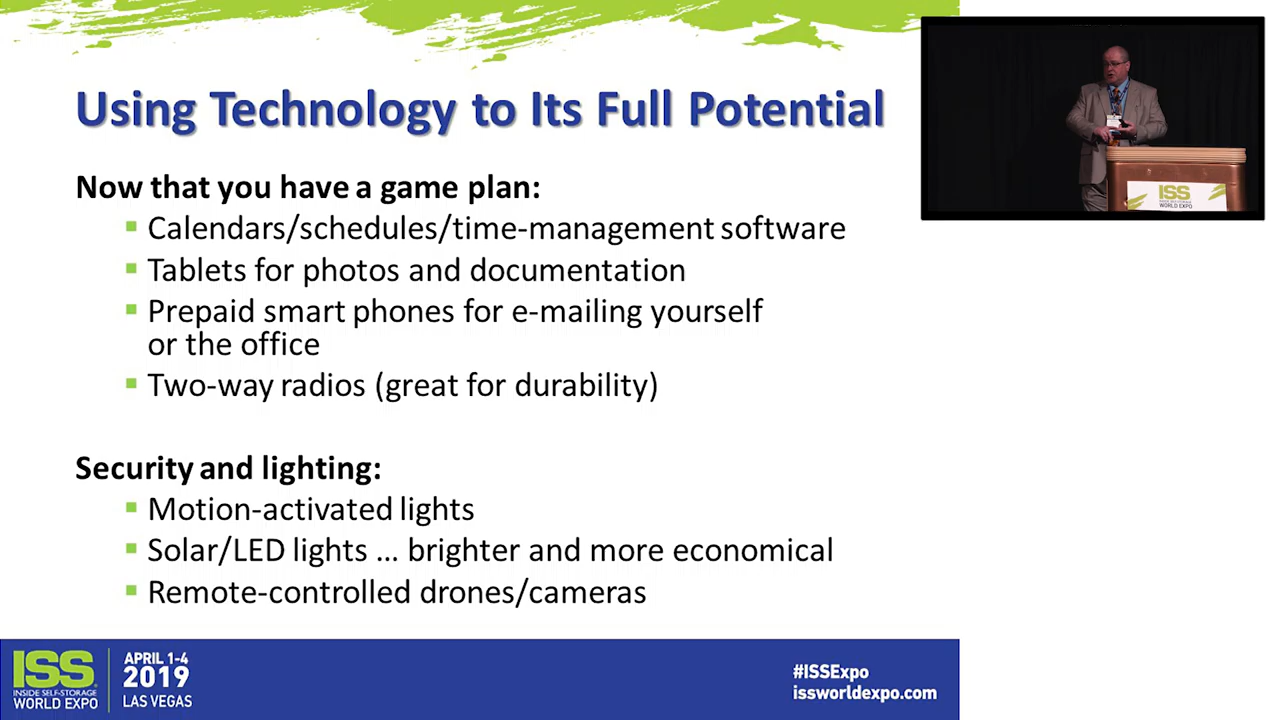 Using Technology to Its Full Potential
Now that you have a game plan:
▪ Calendars/schedules/time-management software
▪ Tablets for photos and documentation
▪ Prepaid smart phones for e-mailing yourself
or the office
▪ Two-way radios (great for durability)
Security and lighting:
▪ Motion-activated lights
▪ Solar/LED lights ... brighter and more economical
▪ Remote-controlled drones/cameras
ISS
INSIDE SELF-STORAGE
WORLD EXPO
APRIL 1-4
2019
LAS VEGAS
#ISSExpo
issworldexpo.com
ISS
WORLD EXPO